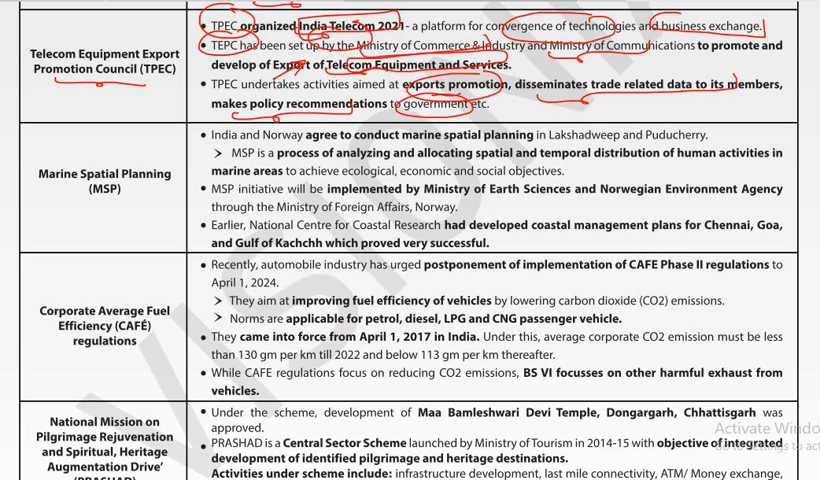 Telecom Equipment Export
Promotion Council (TPEC)
• TPEC organized India Telecom 2021- a platform for convergence of technologies and business exchange.
• TEPC has been set up by the Ministry of Commerce & Industry and Ministry of Communications to promote and
develop of Export of Telecom Equipment and Services.
• TPEC undertakes activities aimed at exports promotion, disseminates trade related data to its members,
makes policy recommendations to government etc.
Marine Spatial Planning
(MSP)
• India and Norway agree to conduct marine spatial planning in Lakshadweep and Puducherry.
➤ MSP is a process of analyzing and allocating spatial and temporal distribution of human activities in
marine areas to achieve ecological, economic and social objectives.
• MSP initiative will be implemented by Ministry of Earth Sciences and Norwegian Environment Agency
through the Ministry of Foreign Affairs, Norway.
• Earlier, National Centre for Coastal Research had developed coastal management plans for Chennai, Goa,
and Gulf of Kachchh which proved very successful.
Corporate Average Fuel
Efficiency (CAFÉ)
regulations
• Recently, automobile industry has urged postponement of implementation of CAFE Phase II regulations to
April 1, 2024.
➤ They aim at improving fuel efficiency of vehicles by lowering carbon dioxide (CO2) emissions.
➤ Norms are applicable for petrol, diesel, LPG and CNG passenger vehicle.
• They came into force from April 1, 2017 in India. Under this, average corporate CO2 emission must be less
than 130 gm per km till 2022 and below 113 gm per km thereafter.
• While CAFE regulations focus on reducing CO2 emissions, BS VI focusses on other harmful exhaust from
vehicles.
National Mission on
Pilgrimage Rejuvenation
and Spiritual, Heritage
Augmentation Drive'
(PRASHAD)
• Under the scheme, development of Maa Bamleshwari Devi Temple, Dongargarh, Chhattisgarh was
approved.
• PRASHAD is a Central Sector Scheme launched by Ministry of Tourism in 2014-15 with objective of integrated
development of identified pilgrimage and heritage destinations.
Activities under scheme include: infrastructure development, last mile connectivity, ATM/ Money exchange,
VISIONI
Activate Windo
Go to Settings to act